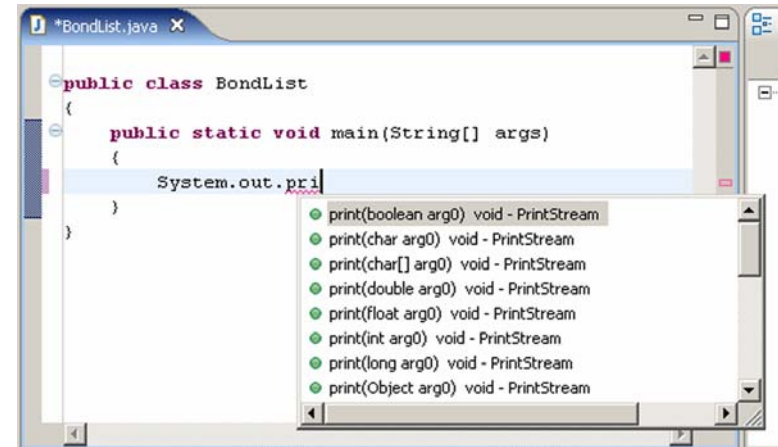 *BondList.java
public class BondList
{
public static void main(String[] args)
{
System.out.pri
}
}
print(boolean arg0) void - PrintStream
print(char arg0) void - PrintStream
print(char[] arg0) void - PrintStream
print(double arg0) void - PrintStream
print(float arg0) void - PrintStream
print(int arg0) void - PrintStream
print(long arg0) void - PrintStream
print(Object arg0) void - PrintStream